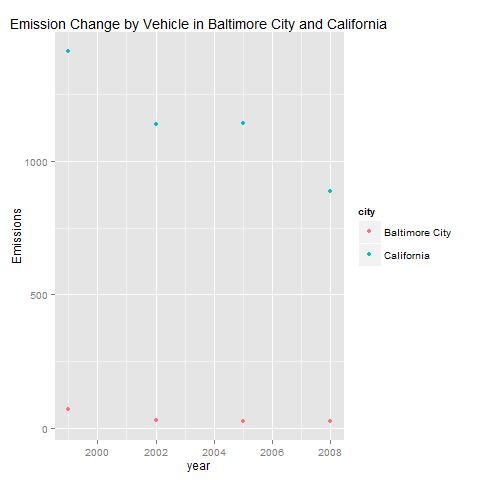 Emission Change by Vehicle in Baltimore City and California
1000
500
0
Emissions
2000 2002 2004 2006 2008
year
city
Baltimore City
California